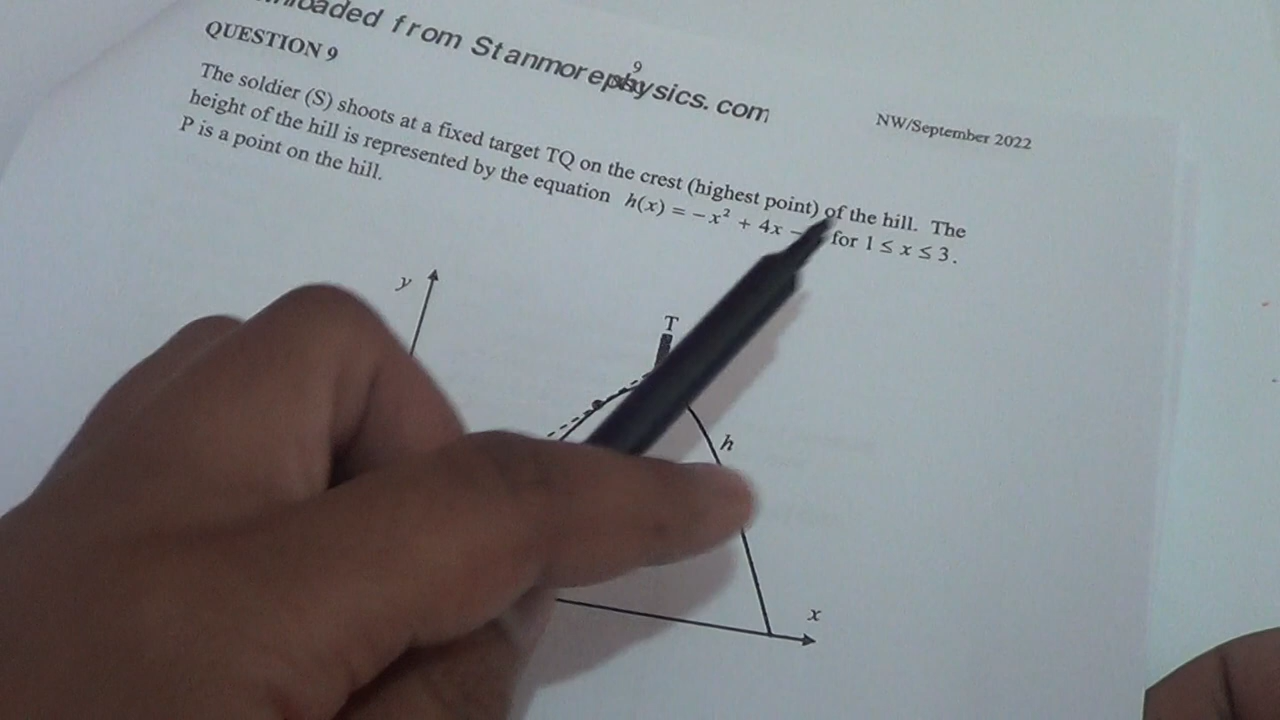 nloaded from Stanmorephysics.com
9
QUESTION 9
NW/September 2022
The soldier (S) shoots at a fixed target TQ on the crest (highest point) of the hill. The
height of the hill is represented by the equation h(x) = −x² + 4x − for 1 ≤ x ≤ 3.
P is a point on the hill.
y
T
h
x